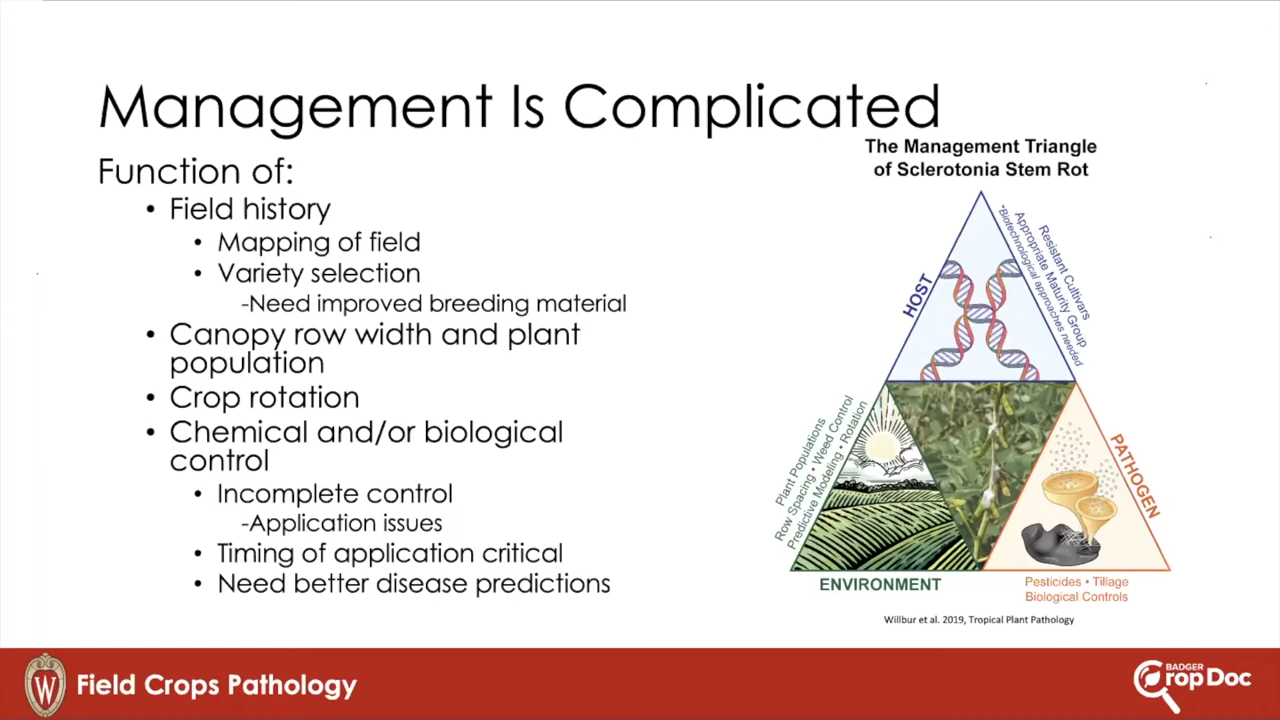 Management Is Complicated
Function of:
• Field history
• Mapping of field
• Variety selection
-Need improved breeding material
• Canopy row width and plant
population
• Crop rotation
• Chemical and/or biological
control
• Incomplete control
-Application issues
• Timing of application critical
• Need better disease predictions
The Management Triangle
of Sclerotonia Stem Rot
HOST
Resistant Cultivars
Appropriate Maturity Group
*Biotechnological approaches needed
Plant Populations
Row Spacing • Weed Control
Predictive Modeling • Rotation
ENVIRONMENT
PATHOGEN
Pesticides • Tillage
Biological Controls
Willbur et al. 2019, Tropical Plant Pathology
W
Field Crops Pathology
BADGER
Crop Doc